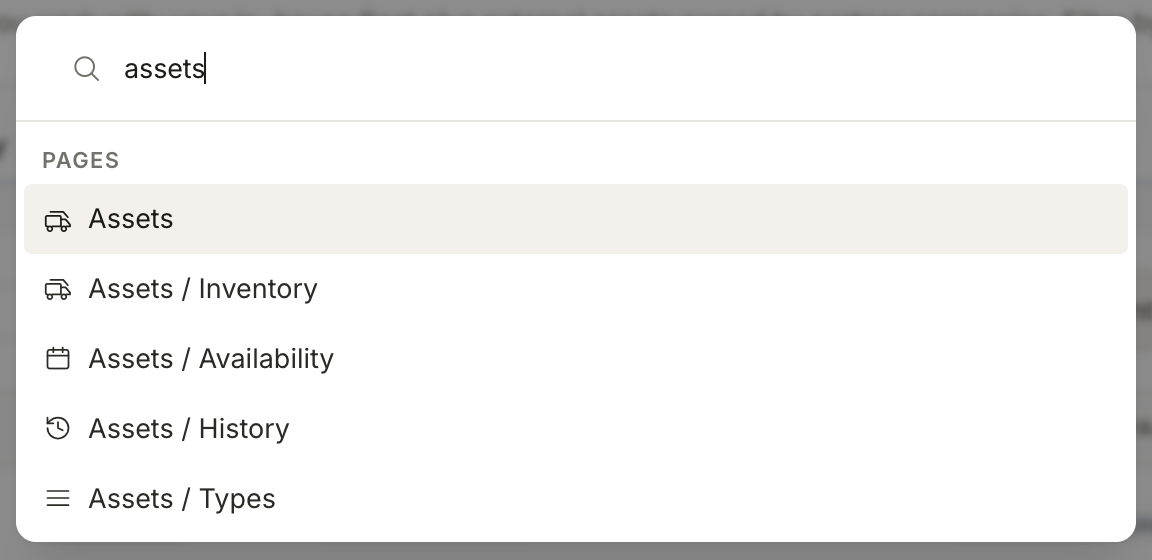 assets
PAGES
Assets
Assets / Inventory
Assets / Availability
Assets / History
Assets / Types